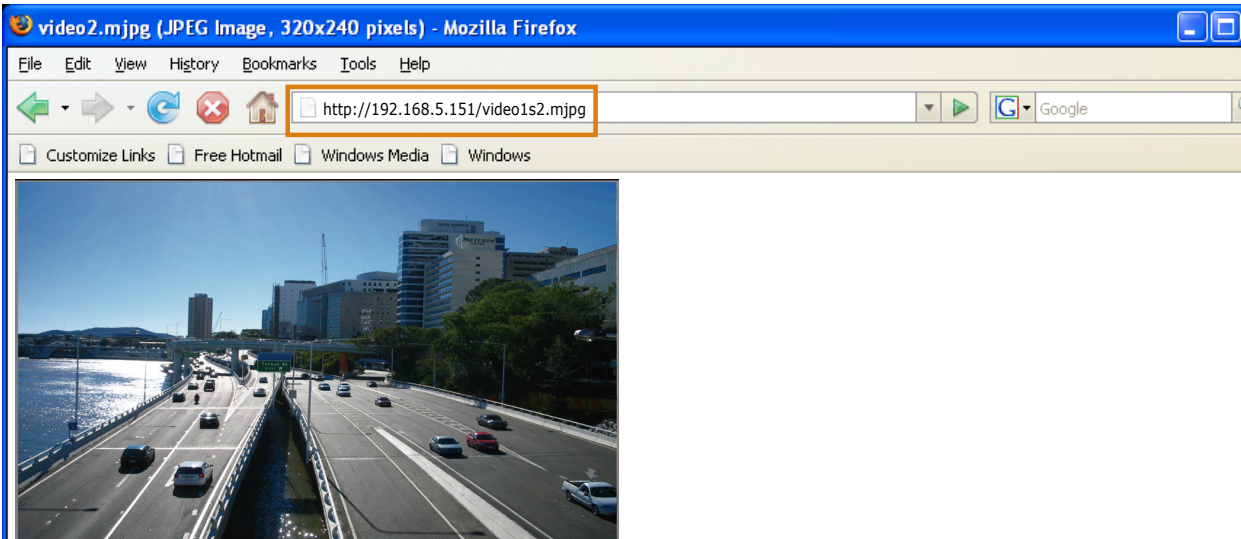 video2.mjpg (JPEG Image, 320x240 pixels) - Mozilla Firefox
File Edit View History Bookmarks Tools Help
http://192.168.5.151/video1s2.mjpg
G Google
Customize Links Free Hotmail Windows Media Windows